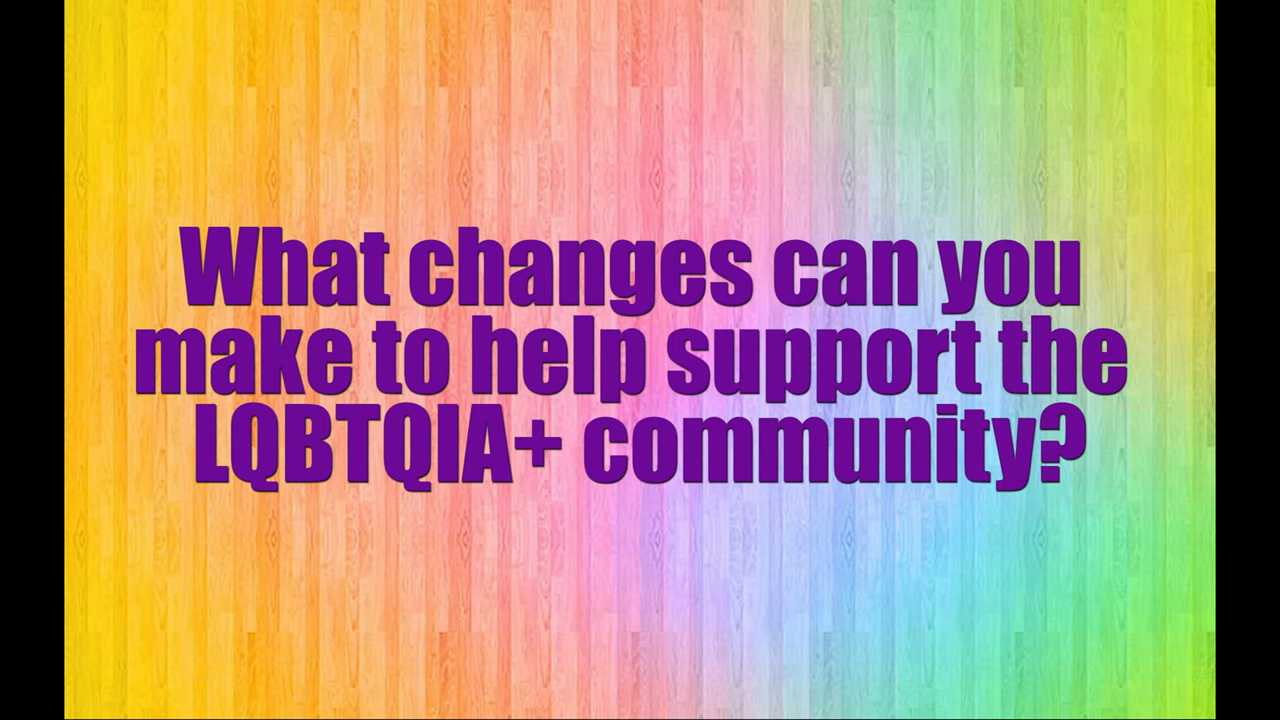 What changes can you
make to help support the
LQBTQIA+ community?